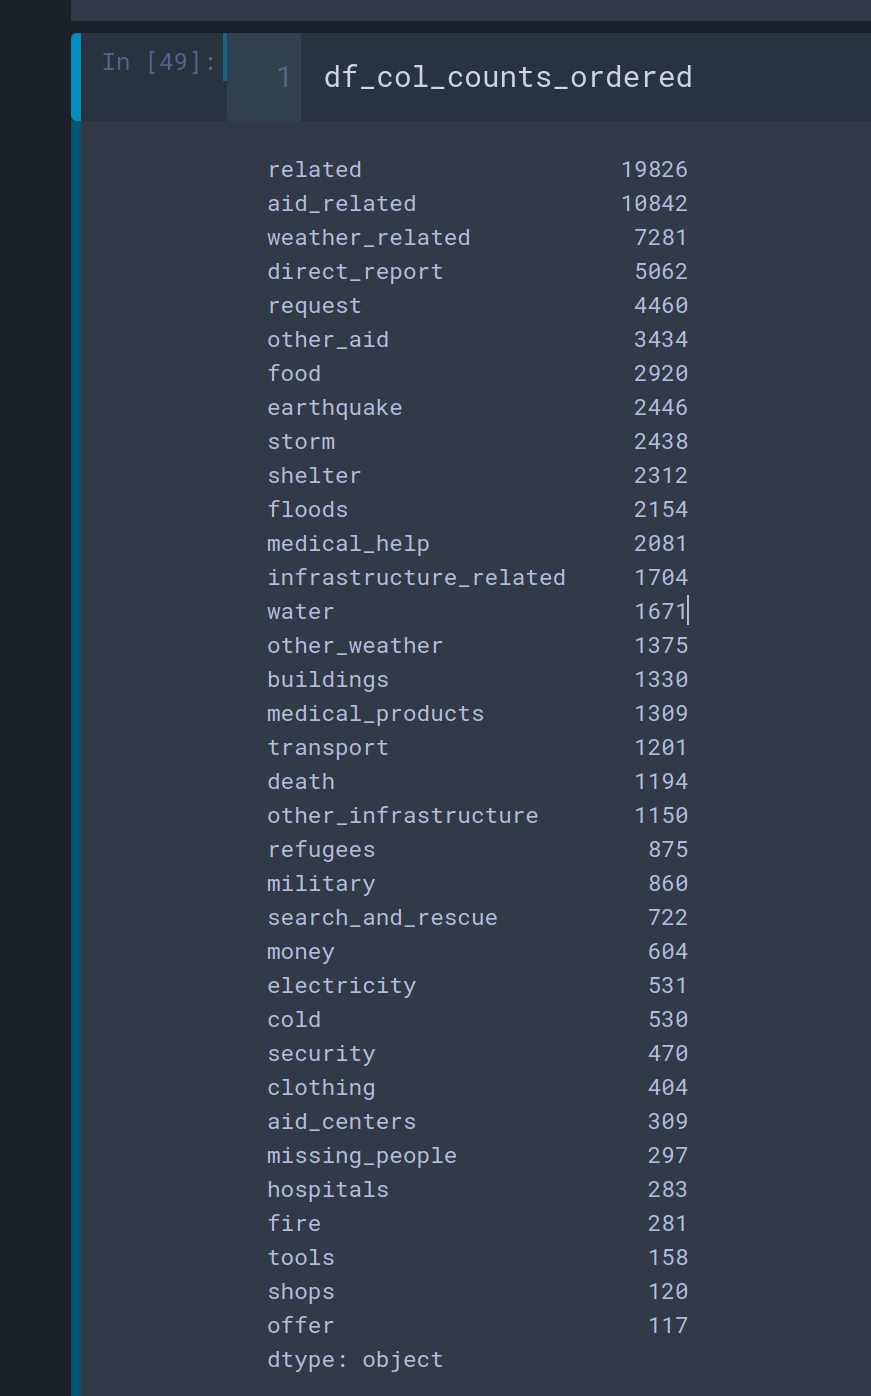 In [49]:
1 df_col_counts_ordered
related 19826
aid_related 10842
weather_related 7281
direct_report 5062
request 4460
other_aid 3434
food 2920
earthquake 2446
storm 2438
shelter 2312
floods 2154
medical_help 2081
infrastructure_related 1704
water 1671
other_weather 1375
buildings 1330
medical_products 1309
transport 1201
death 1194
other_infrastructure 1150
refugees 875
military 860
search_and_rescue 722
money 604
electricity 531
cold 530
security 470
clothing 404
aid_centers 309
missing_people 297
hospitals 283
fire 281
tools 158
shops 120
offer 117
dtype: object